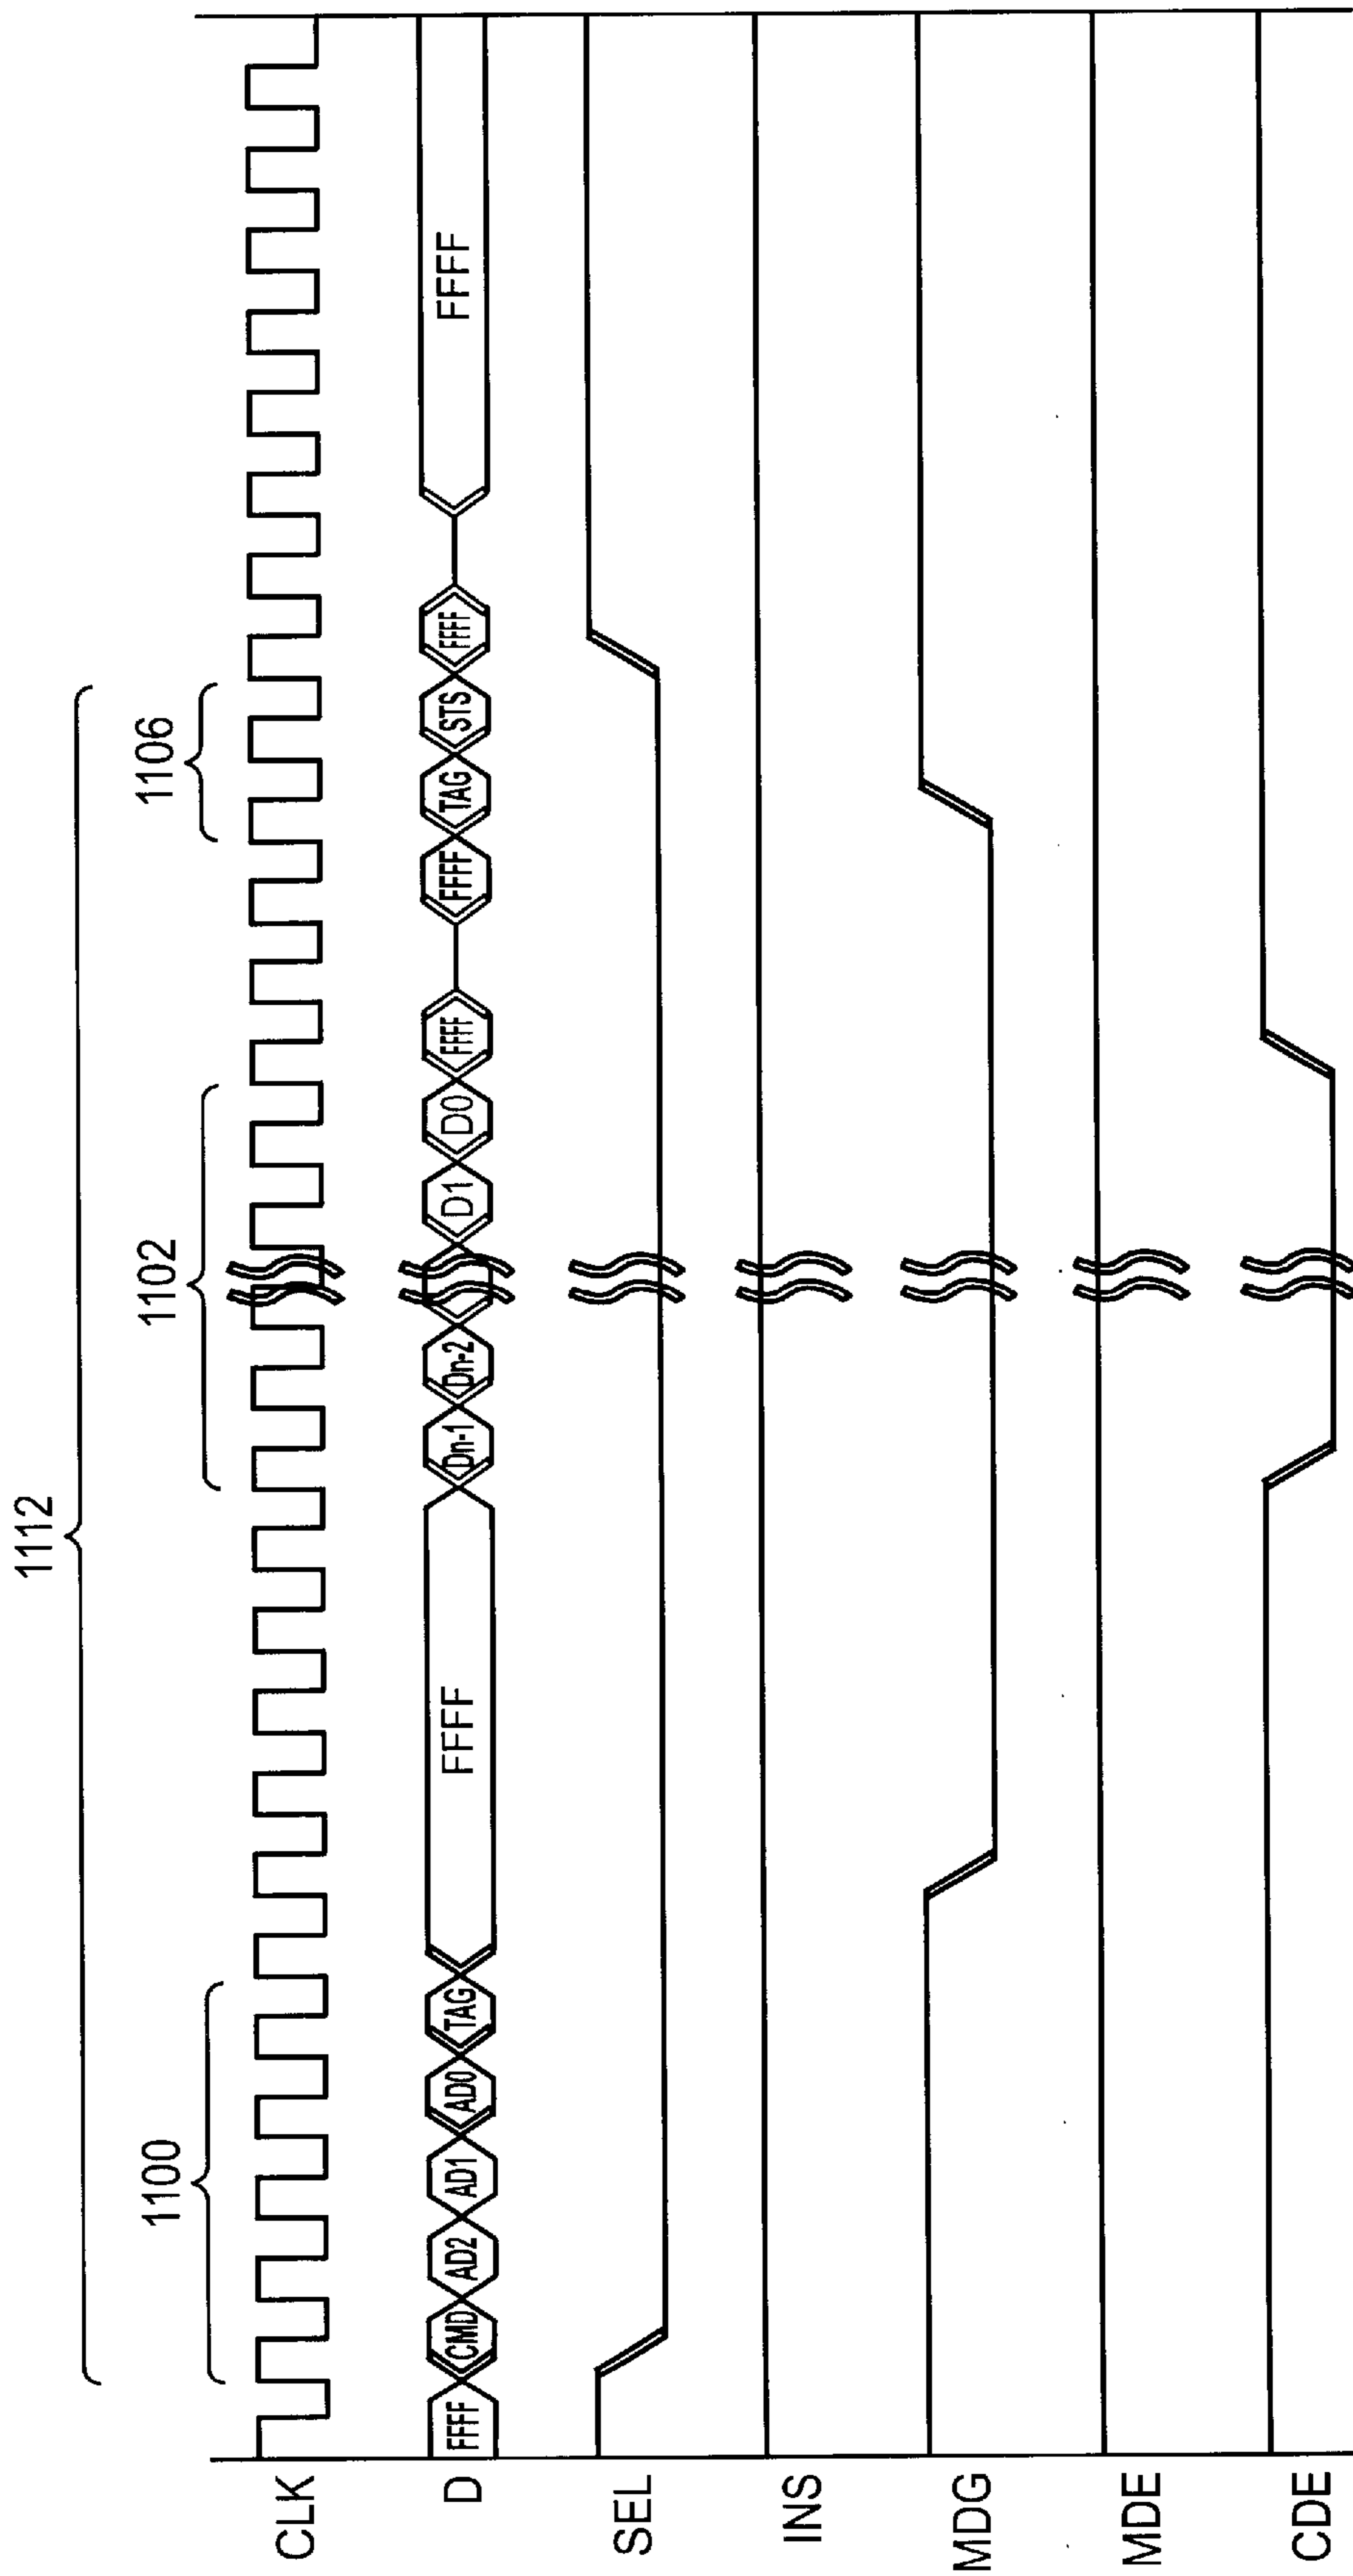 1112
1100 1102 1106
CLK
D FFFF CMD AD2 AD1 AD0 TAG FFFF Dn-1 Dn-2 D1 D0 FFFF FFFF TAG STS FFFF FFFF
SEL
INS
MDG
MDE
CDE